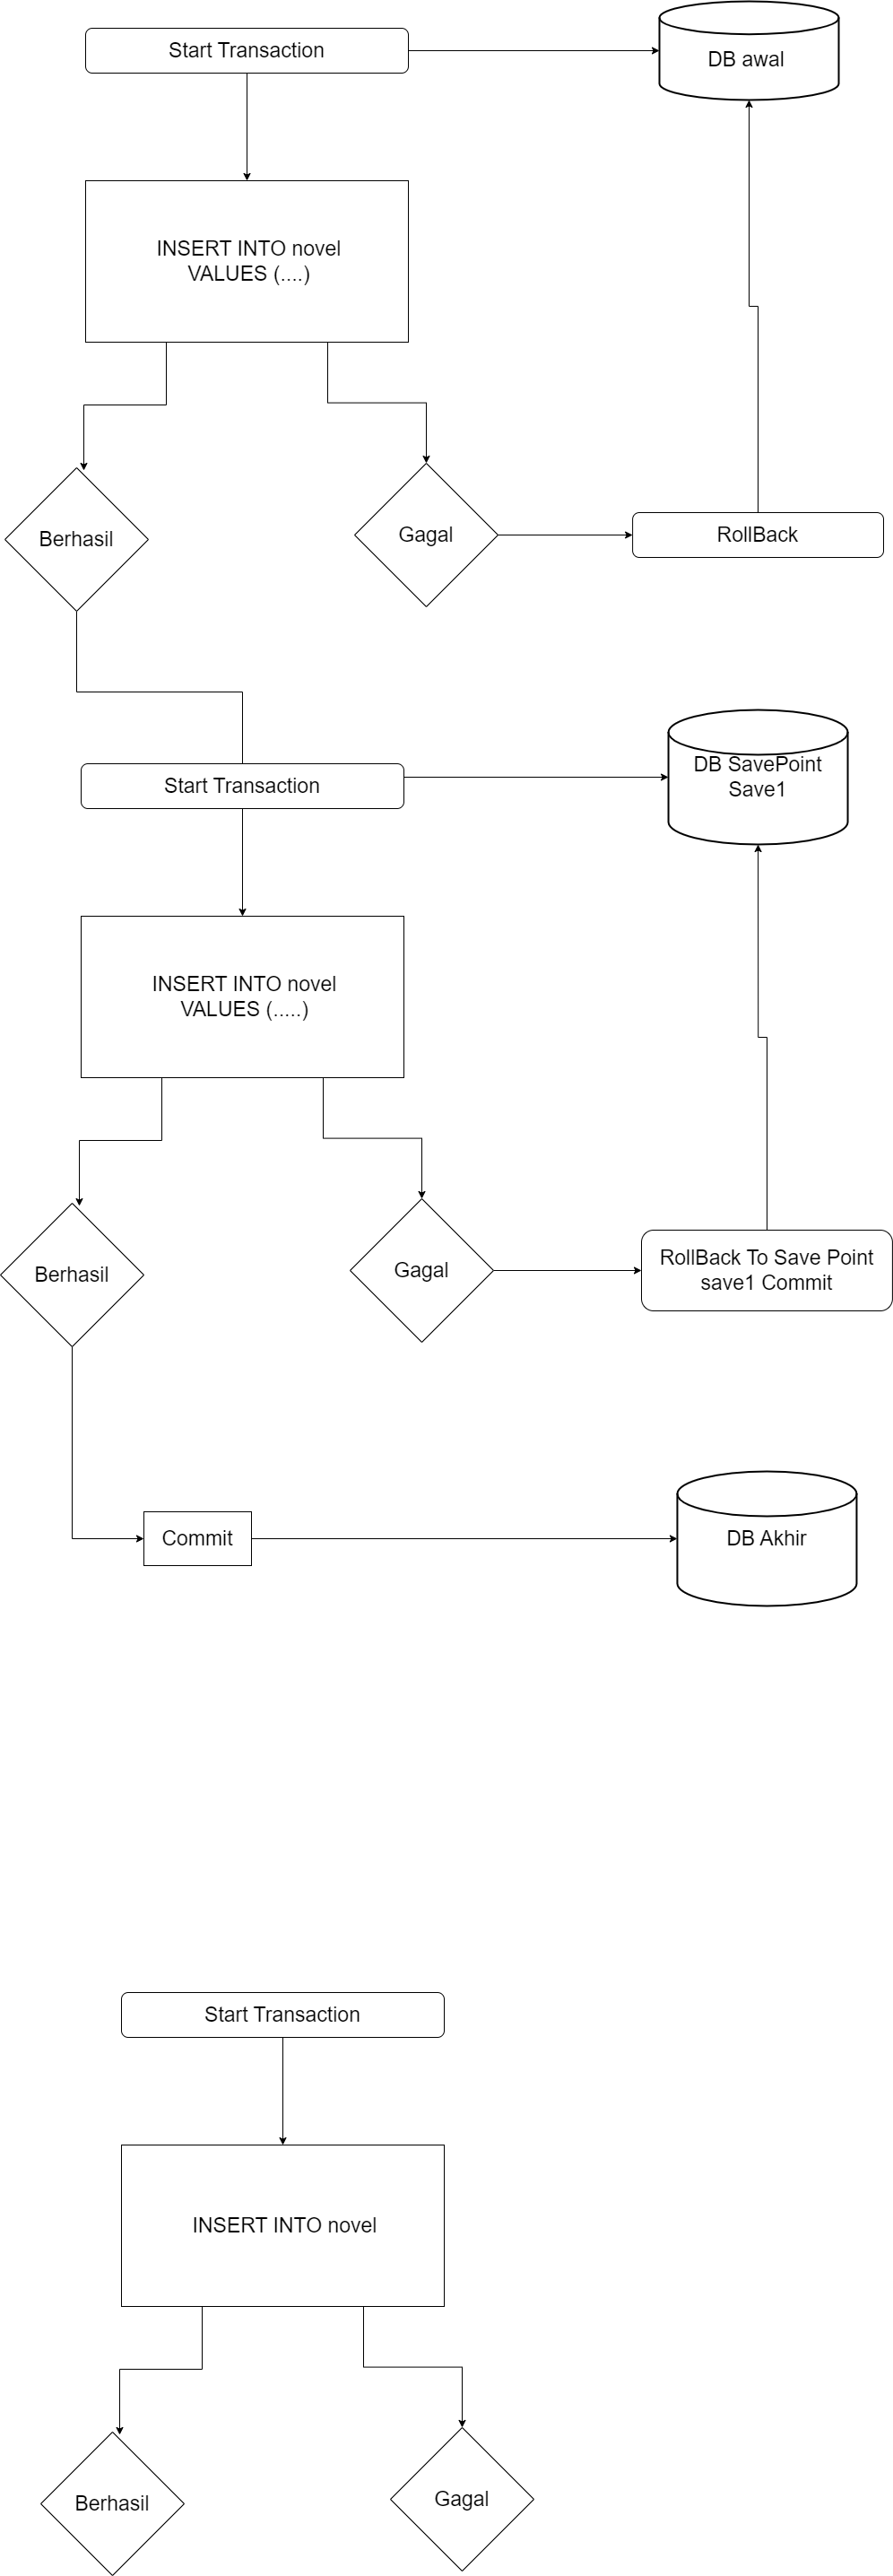 Start Transaction
DB awal
INSERT INTO novel
VALUES (....)
Berhasil
Gagal
RollBack
Start Transaction
DB SavePoint
Save1
INSERT INTO novel
VALUES (.....)
Berhasil
Gagal
RollBack To Save Point
save1 Commit
Commit
DB Akhir
Start Transaction
INSERT INTO novel
Berhasil
Gagal